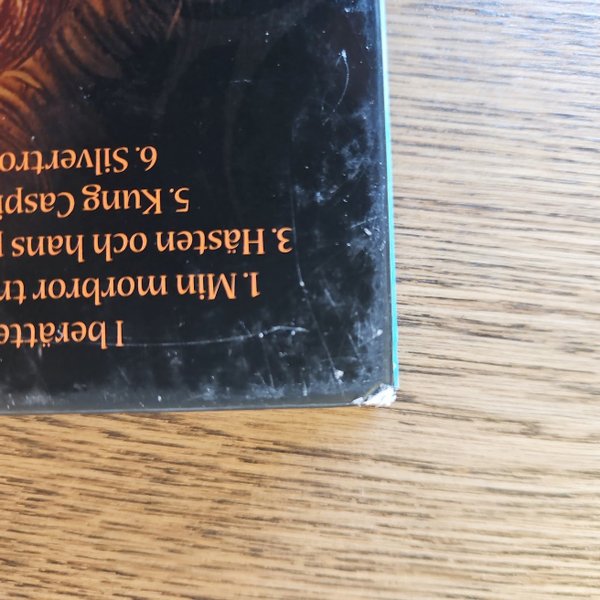 I berätte
1. Min morbror tr
3. Hästen och hans p
5. Kung Caspi
6. Silvertro